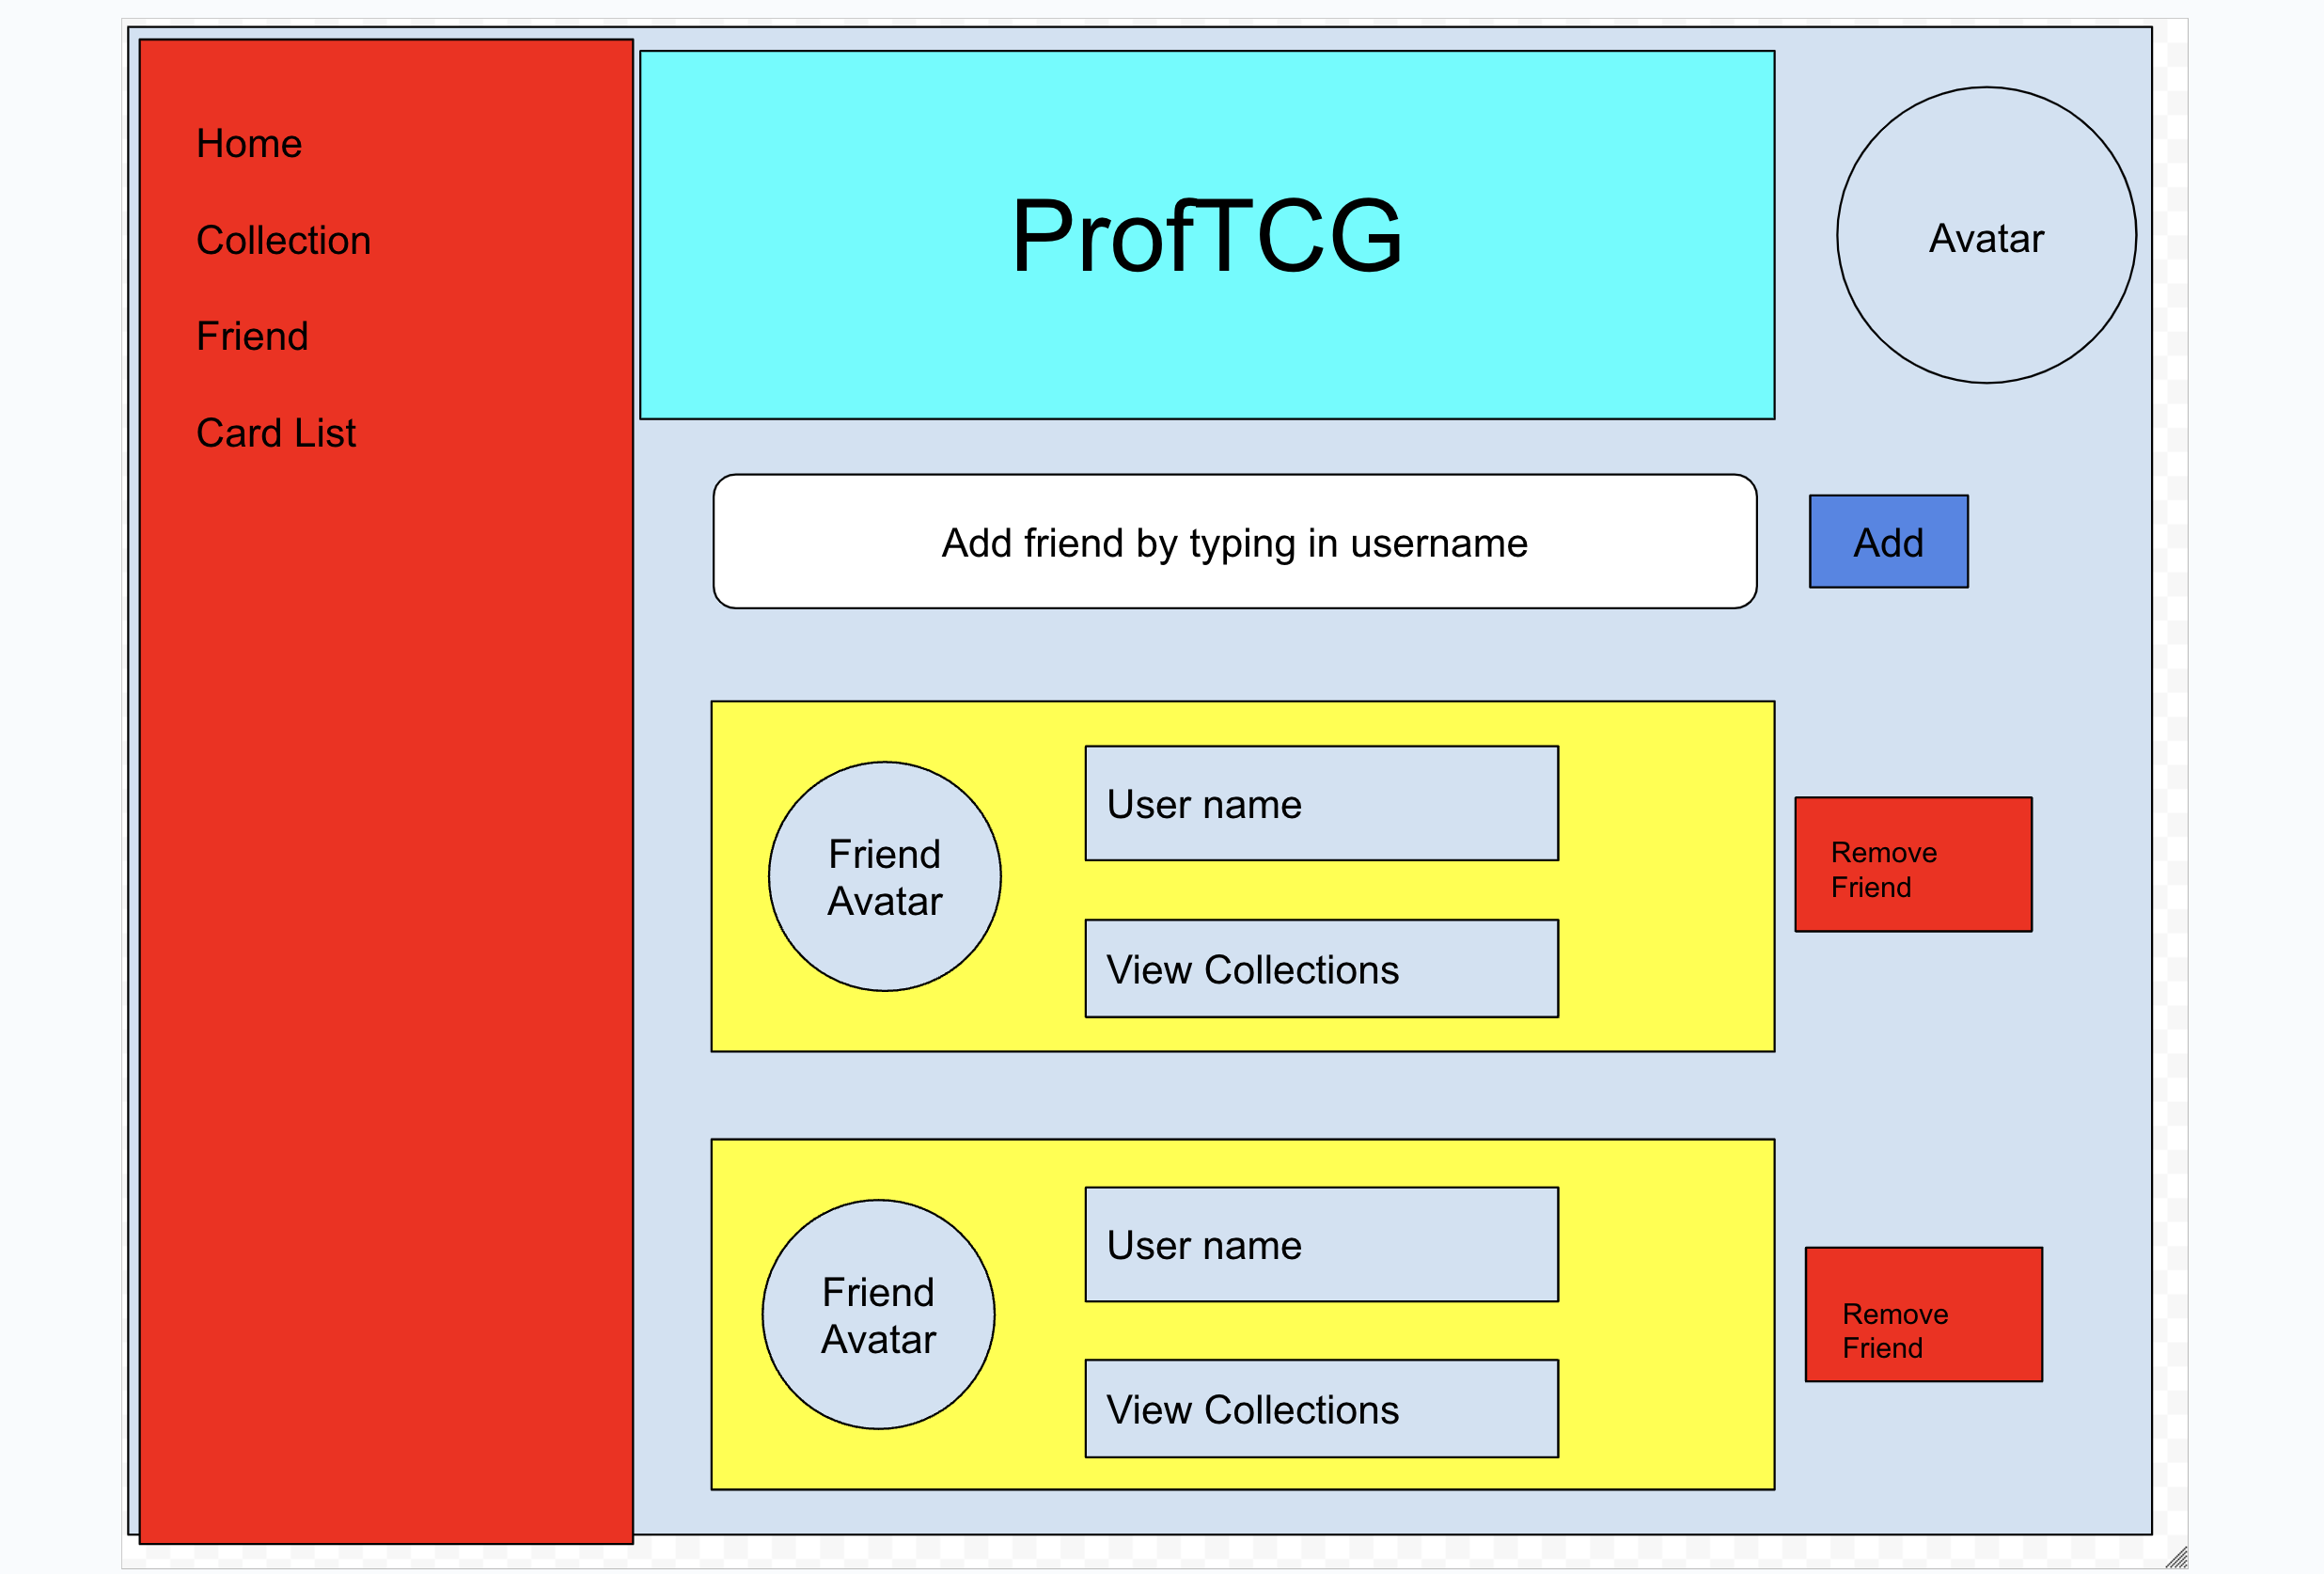 Home
Collection
Friend
Card List
ProfTCG
Avatar
Add friend by typing in username
Add
Friend
Avatar
User name
View Collections
Remove
Friend
Friend
Avatar
User name
View Collections
Remove
Friend